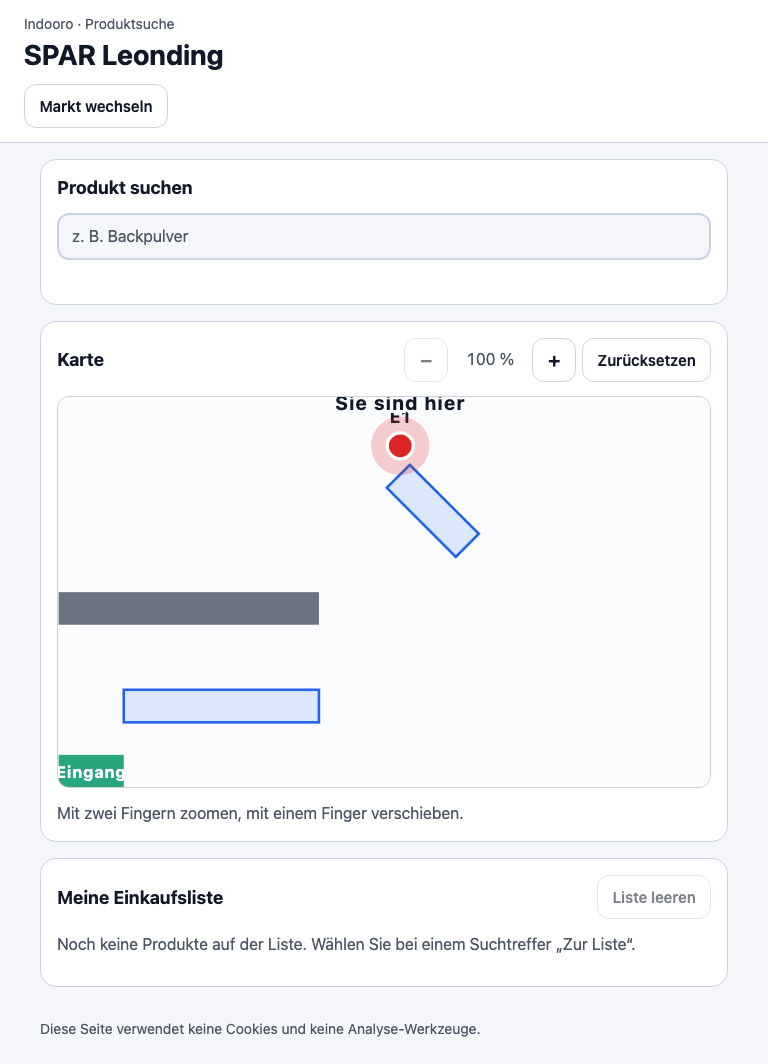 Indooro · Produktsuche
SPAR Leonding
Markt wechseln
Produkt suchen
z. B. Backpulver
Karte
− 100 % + Zurücksetzen
Sie sind hier
E1
Eingang
Mit zwei Fingern zoomen, mit einem Finger verschieben.
Meine Einkaufsliste
Liste leeren
Noch keine Produkte auf der Liste. Wählen Sie bei einem Suchtreffer „Zur Liste“.
Diese Seite verwendet keine Cookies und keine Analyse-Werkzeuge.